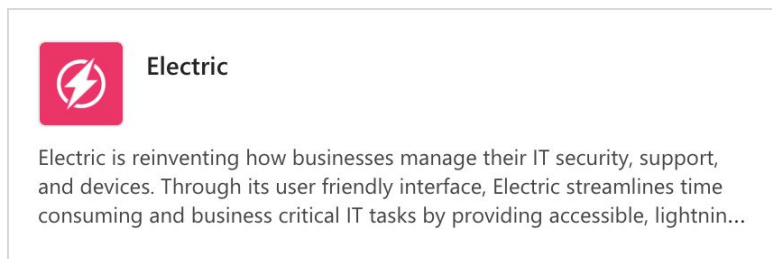 Electric
Electric is reinventing how businesses manage their IT security, support,
and devices. Through its user friendly interface, Electric streamlines time
consuming and business critical IT tasks by providing accessible, lightnin...